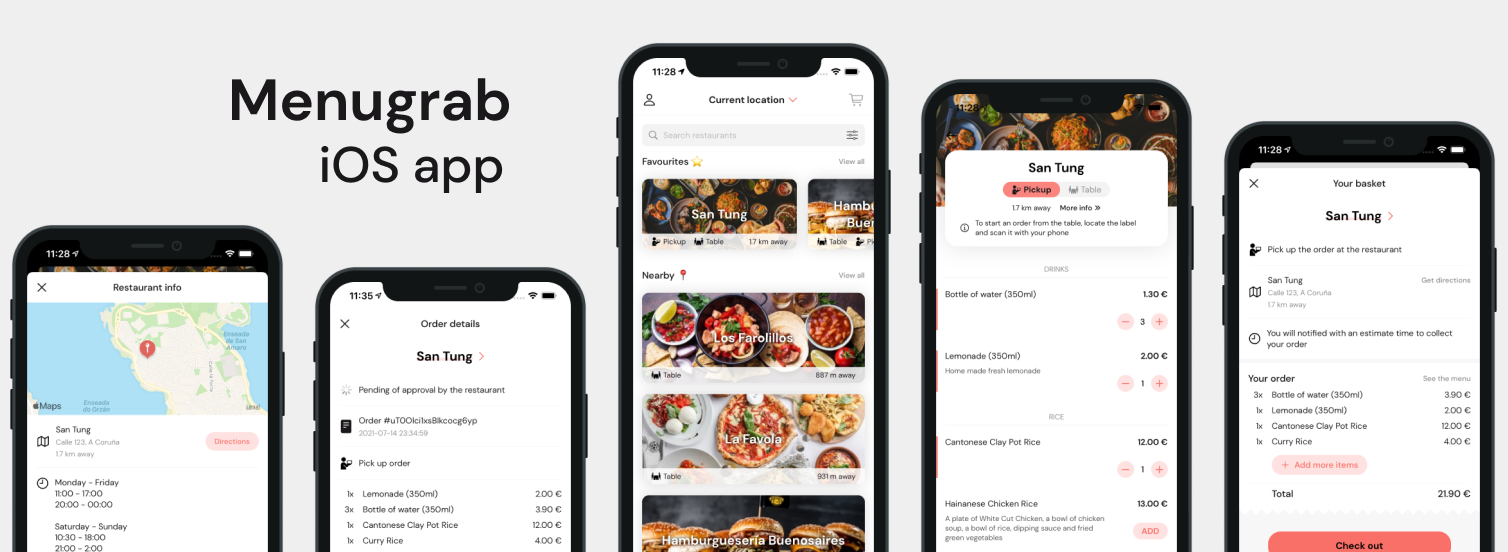 Menugrab
iOS app
11:28
Restaurant info
Enseada
de San
Amaro
Enseada
do Orzán
Maps
Legal
San Tung
Calle 123, A Coruña
1.7 km away
Directions
Monday - Friday
11:00 - 17:00
20:00 - 00:00
Saturday - Sunday
10:30 - 18:00
21:00 - 2:00
11:35
Order details
San Tung
Pending of approval by the restaurant
2021-07-14 23:34:59
Pick up order
1x Lemonade (350ml) 2.00 €
3x Bottle of water (350ml) 3.90 €
1x Cantonese Clay Pot Rice 12.00 €
1x Curry Rice 4.00 €
11:28
Current location
Search restaurants
Favourites View all
San Tung
Pickup Table 1.7 km away
Hambu
Buen
Table Pi
Nearby View all
Los Farolillos
Table 887 m away
La Favola
Table 931 m away
Hamburguesería Buenosaires
11:28
San Tung
Pickup Table
1.7 km away More info
To start an order from the table, locate the label
and scan it with your phone
DRINKS
Bottle of water (350ml) 1.30 €
3
Lemonade (350ml) 2.00 €
Home made fresh lemonade
1
RICE
Cantonese Clay Pot Rice 12.00 €
1
Hainanese Chicken Rice 13.00 €
A plate of White Cut Chicken, a bowl of chicken
soup, a bowl of rice, dipping sauce and fried
green vegetables
ADD
11:28
Your basket
San Tung
Pick up the order at the restaurant
San Tung
Calle 123, A Coruña
1.7 km away
Get directions
You will notified with an estimate time to collect
your order
Your order See the menu
3x Bottle of water (350ml) 3.90 €
1x Lemonade (350ml) 2.00 €
1x Cantonese Clay Pot Rice 12.00 €
1x Curry Rice 4.00 €
+ Add more items
Total 21.90 €
Check out